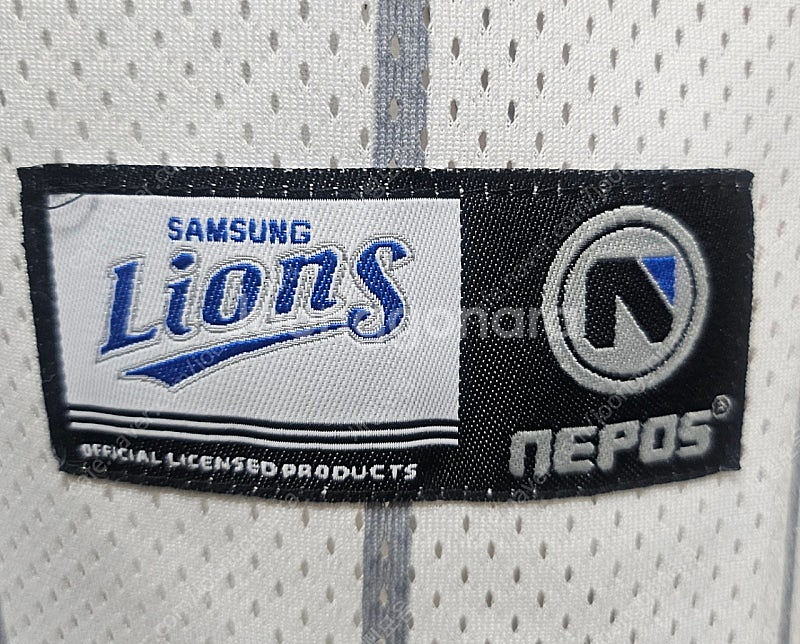 SAMSUNG
Lions
OFFICIAL LICENSED PRODUCTS
N
NEPOS®